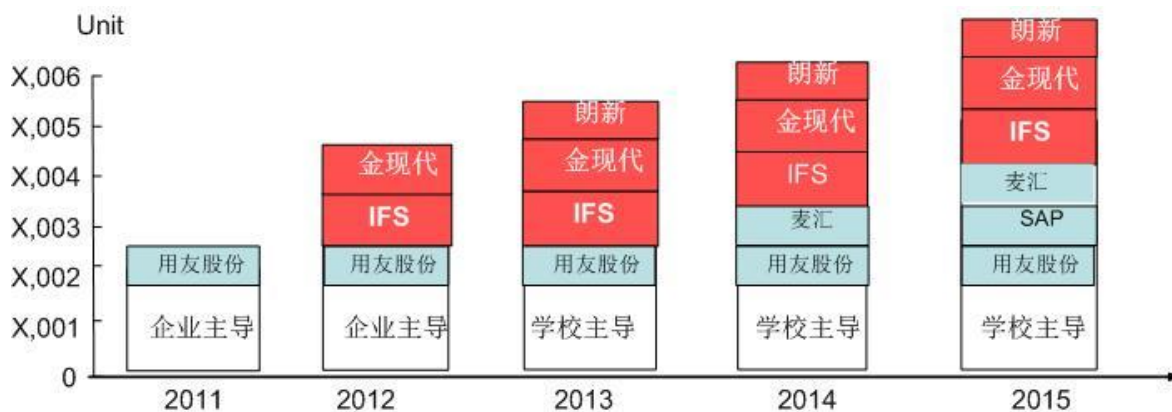 Unit
X,006
X,005
X,004
X,003
X,002
X,001
0
用友股份
企业主导
2011
金现代
IFS
用友股份
企业主导
2012
朗新
金现代
IFS
用友股份
学校主导
2013
朗新
金现代
IFS
麦汇
用友股份
学校主导
2014
朗新
金现代
IFS
麦汇
SAP
用友股份
学校主导
2015